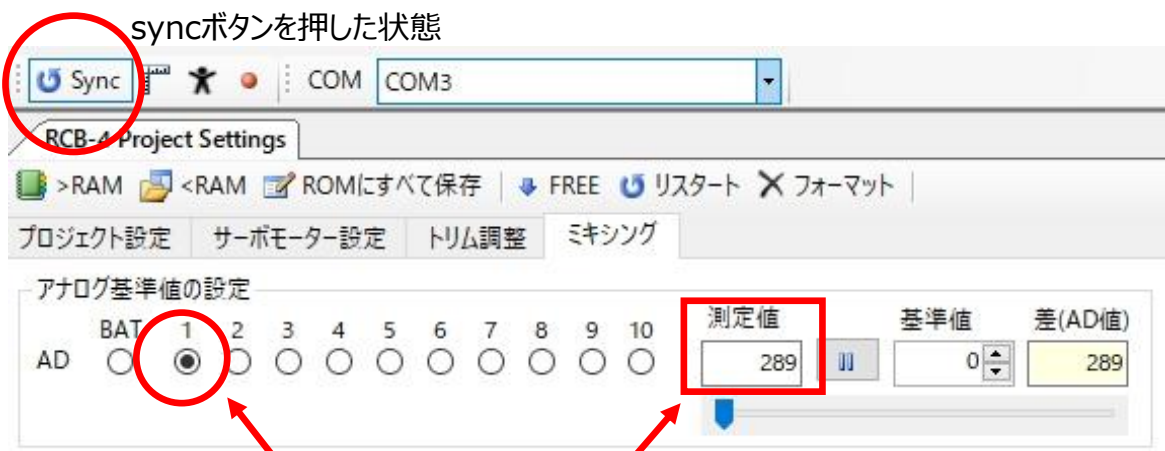 syncボタンを押した状態
Sync COM COM3
RCB-4 Project Settings
>RAM <RAM ROMにすべて保存 FREE リスタート フォーマット
プロジェクト設定 サーボモーター設定 トリム調整 ミキシング
アナログ基準値の設定
BAT 1 2 3 4 5 6 7 8 9 10 測定値 基準値 差(AD値)
AD 289 0 289